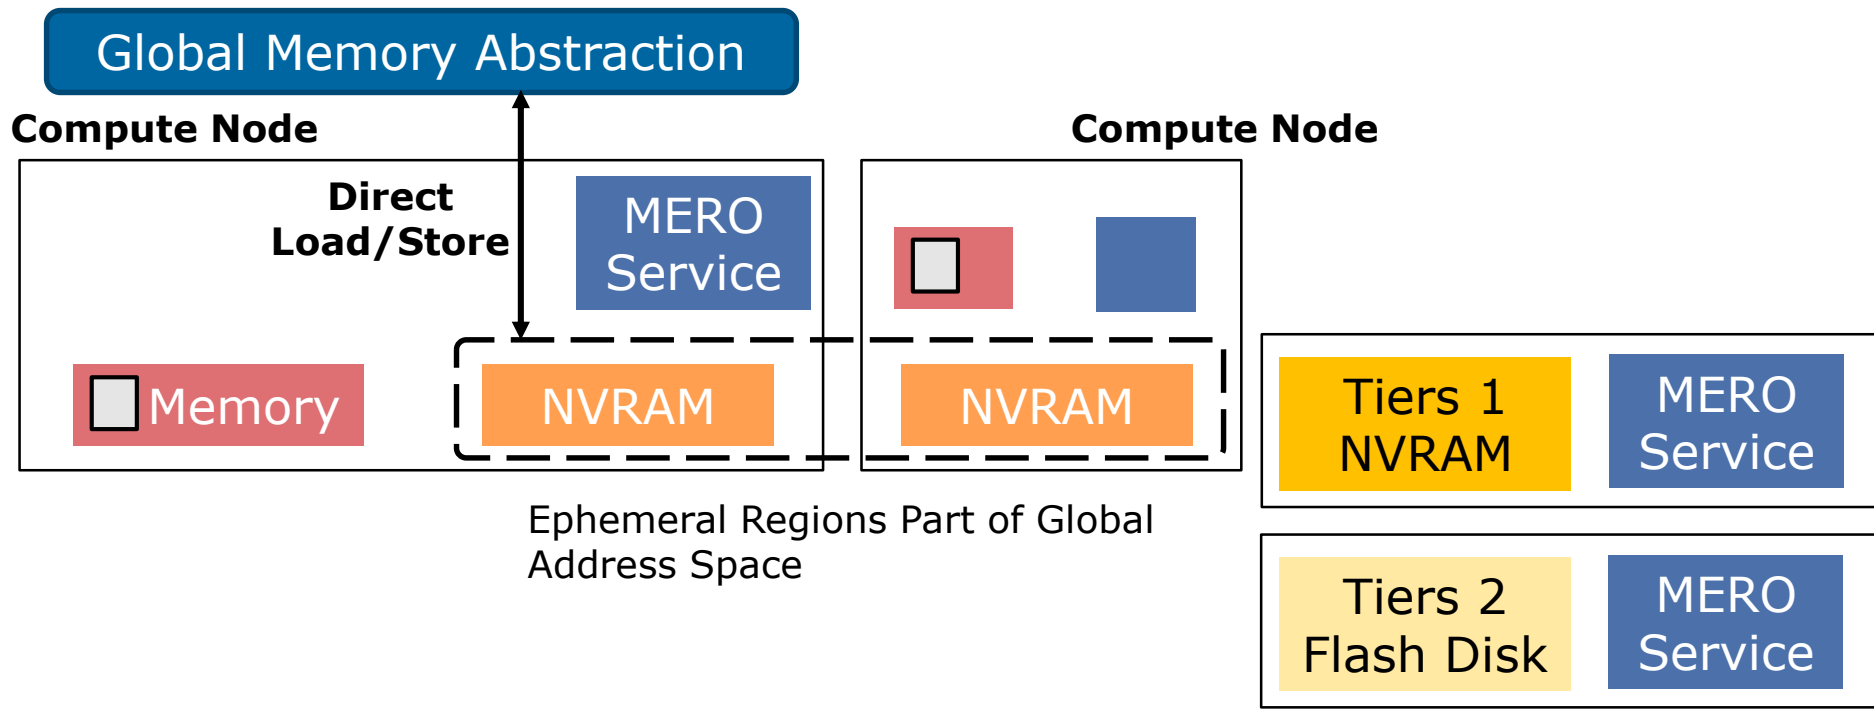 Global Memory Abstraction
Compute Node
Compute Node
Direct
Load/Store
MERO
Service
Memory
NVRAM
NVRAM
Ephemeral Regions Part of Global
Address Space
Tiers 1
NVRAM
MERO
Service
Tiers 2
Flash Disk
MERO
Service